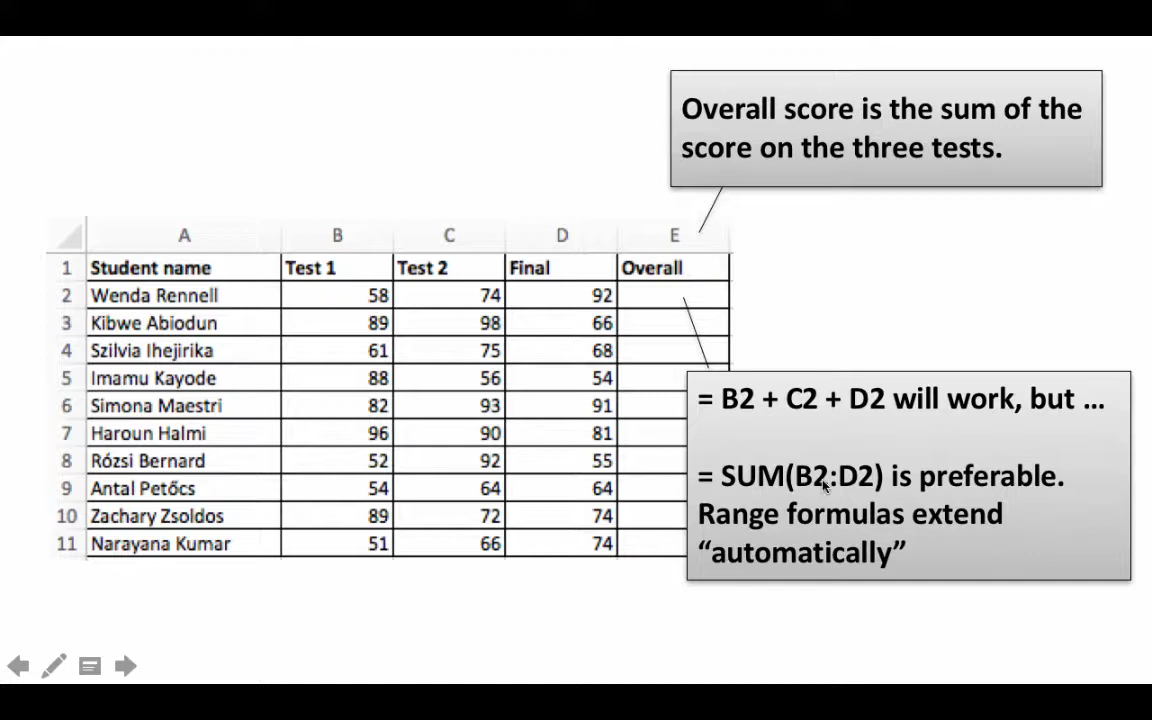 Overall score is the sum of the
score on the three tests.
A B C D E
1 Student name Test 1 Test 2 Final Overall
2 Wenda Rennell 58 74 92
3 Kibwe Abiodun 89 98 66
4 Szilvia Ihejirika 61 75 68
5 Imamu Kayode 88 56 54
6 Simona Maestri 82 93 91
7 Haroun Halmi 96 90 81
8 Rózsi Bernard 52 92 55
9 Antal Petőcs 54 64 64
10 Zachary Zsoldos 89 72 74
11 Narayana Kumar 51 66 74
= B2 + C2 + D2 will work, but …
= SUM(B2:D2) is preferable.
Range formulas extend
“automatically”